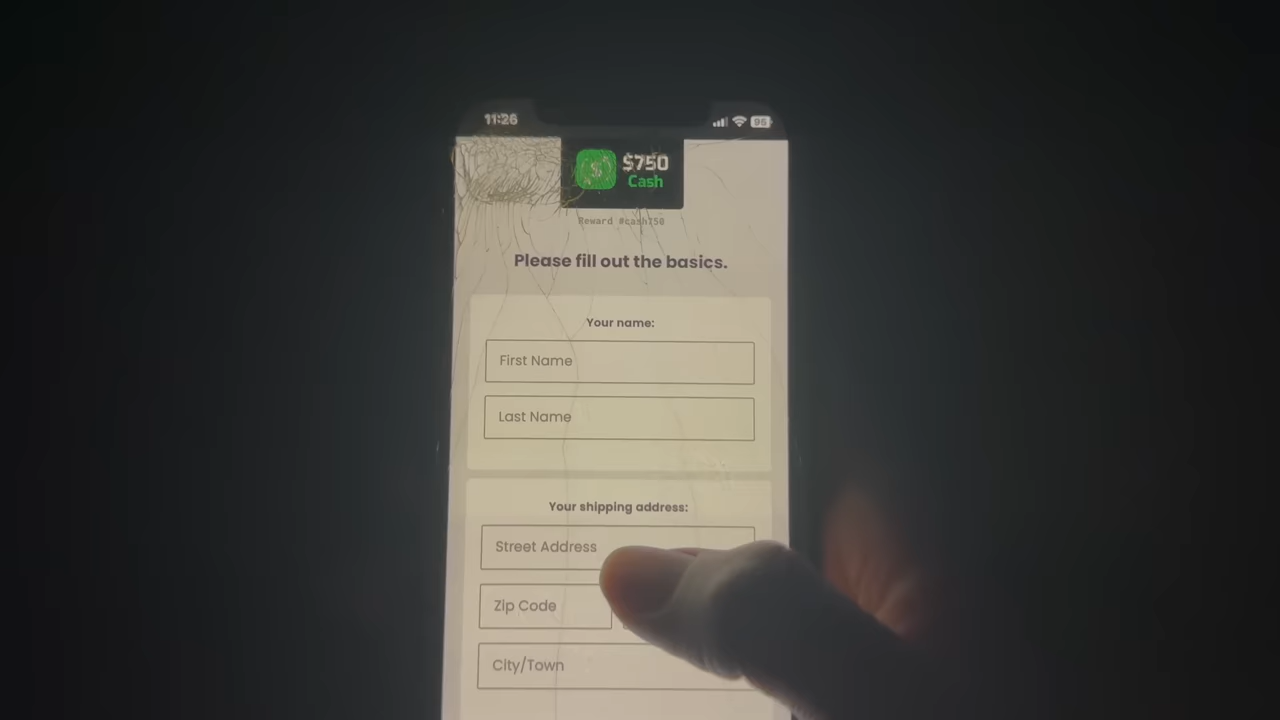 11:26
96
$750
Cash
Reward #cash750
Please fill out the basics.
Your name:
First Name
Last Name
Your shipping address:
Street Address
Zip Code
City/Town